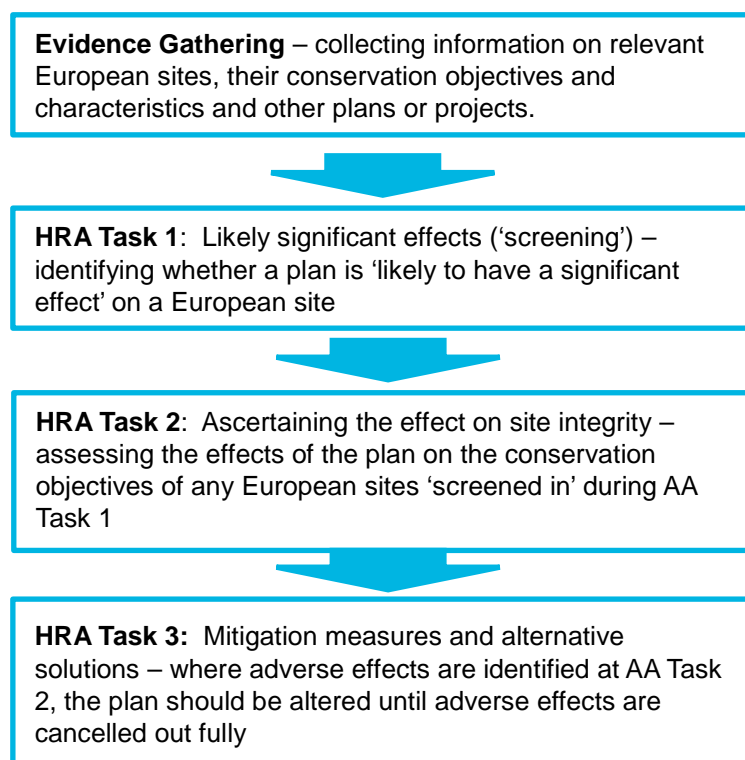 Evidence Gathering – collecting information on relevant
European sites, their conservation objectives and
characteristics and other plans or projects.
HRA Task 1:  Likely significant effects (‘screening’) –
identifying whether a plan is ‘likely to have a significant
effect’ on a European site
HRA Task 2:  Ascertaining the effect on site integrity –
assessing the effects of the plan on the conservation
objectives of any European sites ‘screened in’ during AA
Task 1
HRA Task 3:  Mitigation measures and alternative
solutions – where adverse effects are identified at AA Task
2, the plan should be altered until adverse effects are
cancelled out fully